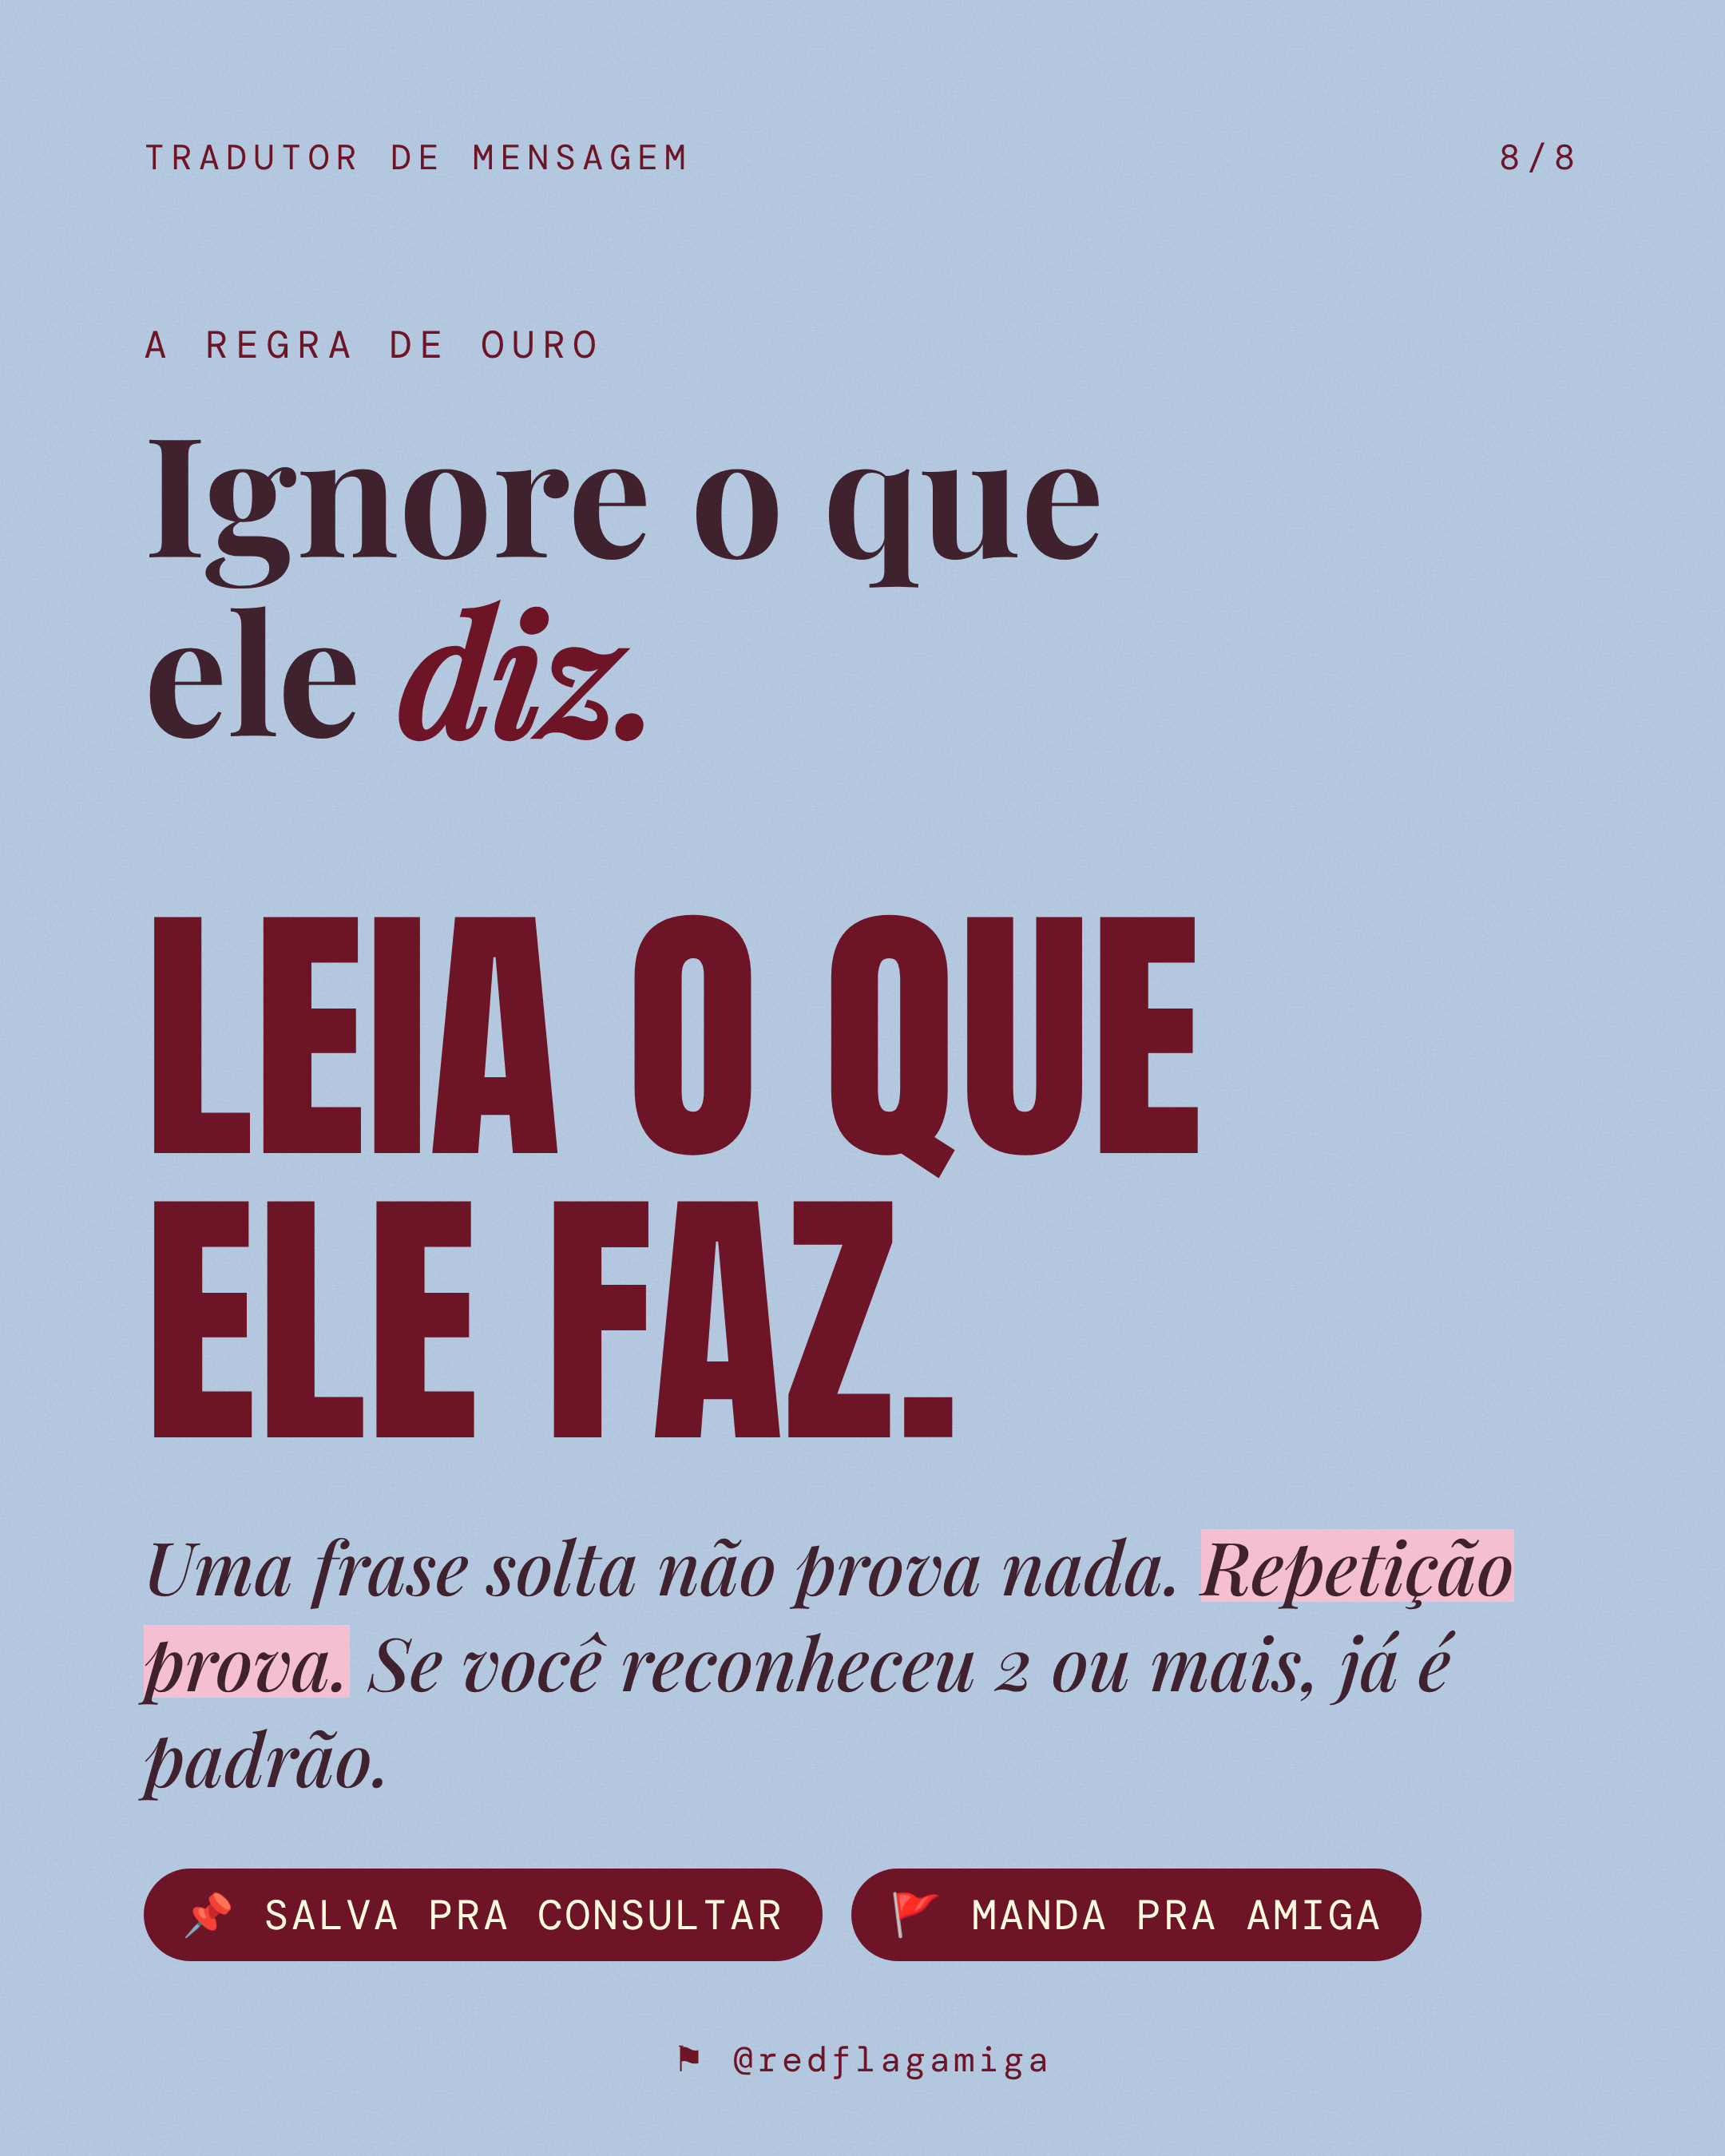 TRADUTOR DE MENSAGEM 8/8
A REGRA DE OURO
Ignore o que
ele diz.
LEIA O QUE
ELE FAZ.
Uma frase solta não prova nada. Repetição
prova. Se você reconheceu 2 ou mais, já é
padrão.
📌 SALVA PRA CONSULTAR 🚩 MANDA PRA AMIGA
⚑ @redflagamiga